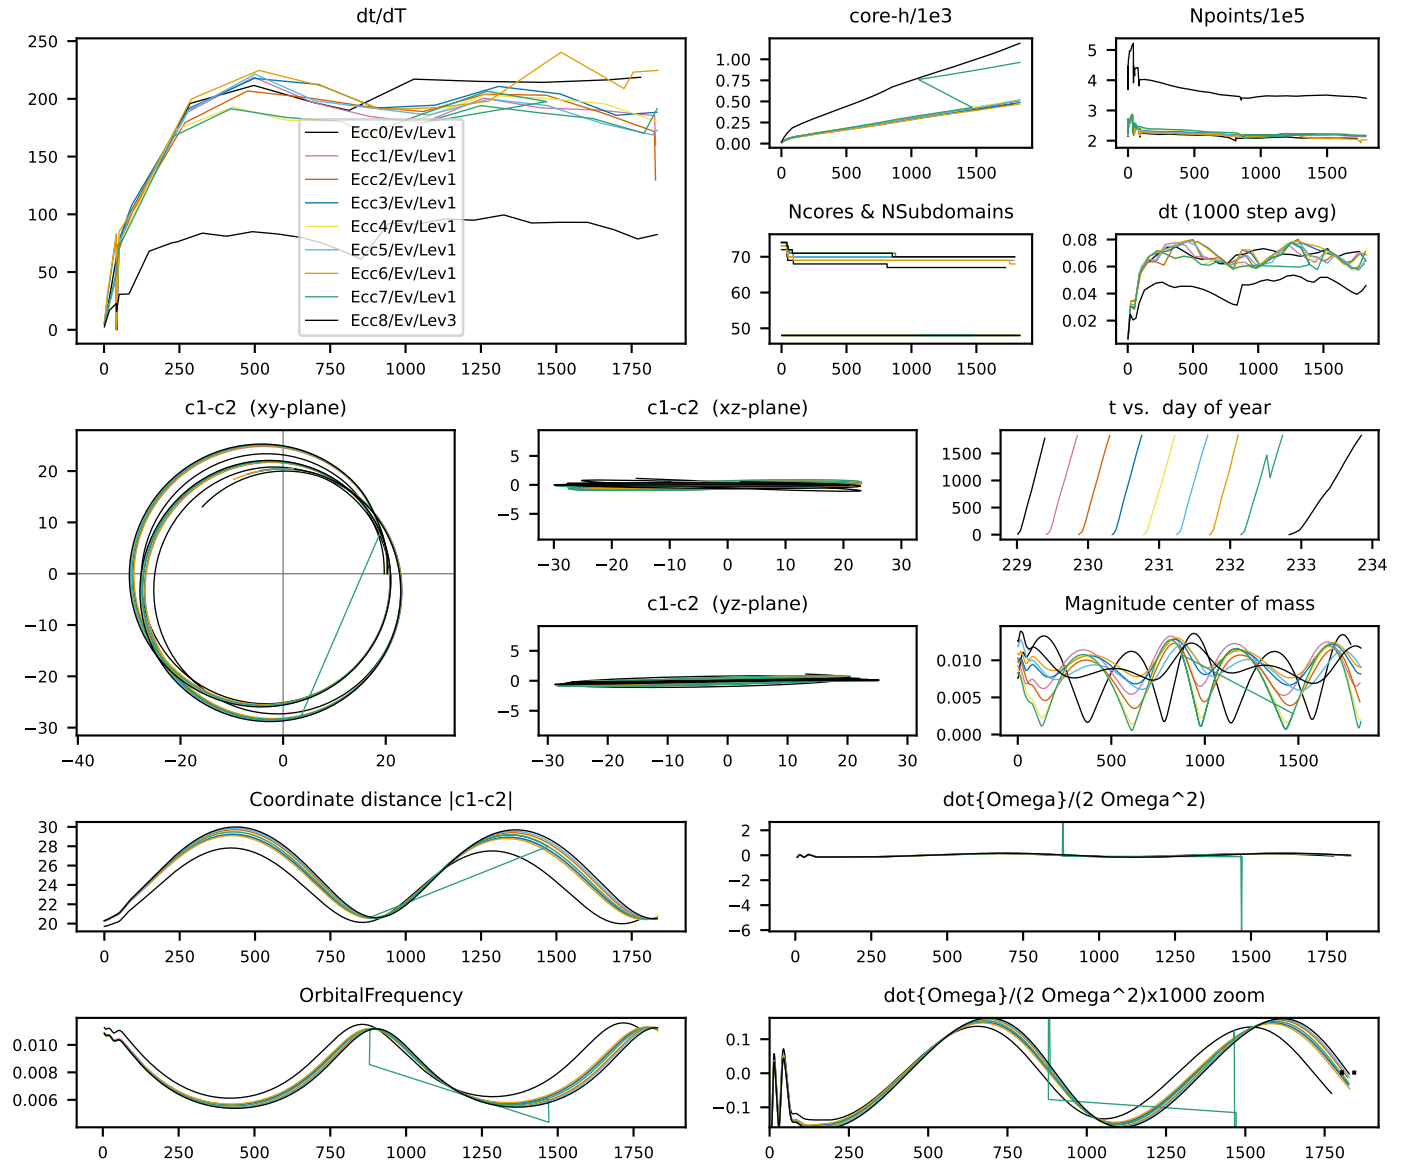 dt/dT
250
200
150
100
50
0
0 250 500 750 1000 1250 1500 1750
Ecc0/Ev/Lev1
Ecc1/Ev/Lev1
Ecc2/Ev/Lev1
Ecc3/Ev/Lev1
Ecc4/Ev/Lev1
Ecc5/Ev/Lev1
Ecc6/Ev/Lev1
Ecc7/Ev/Lev1
Ecc8/Ev/Lev3
core-h/1e3
1.00
0.75
0.50
0.25
0.00
0 500 1000 1500
Npoints/1e5
5
4
3
2
0 500 1000 1500
Ncores & NSubdomains
70
60
50
0 500 1000 1500
dt (1000 step avg)
0.08
0.06
0.04
0.02
0 500 1000 1500
c1-c2 (xy-plane)
20
10
0
−10
−20
−30
−40 −20 0 20
c1-c2 (xz-plane)
5
0
−5
−30 −20 −10 0 10 20 30
t vs. day of year
1500
1000
500
0
229 230 231 232 233 234
c1-c2 (yz-plane)
5
0
−5
−30 −20 −10 0 10 20 30
Magnitude center of mass
0.010
0.005
0.000
0 500 1000 1500
Coordinate distance |c1-c2|
30
28
26
24
22
20
0 250 500 750 1000 1250 1500 1750
dot{Omega}/(2 Omega^2)
2
0
−2
−4
−6
0 250 500 750 1000 1250 1500 1750
OrbitalFrequency
0.010
0.008
0.006
0 250 500 750 1000 1250 1500 1750
dot{Omega}/(2 Omega^2)x1000 zoom
0.1
0.0
−0.1
0 250 500 750 1000 1250 1500 1750